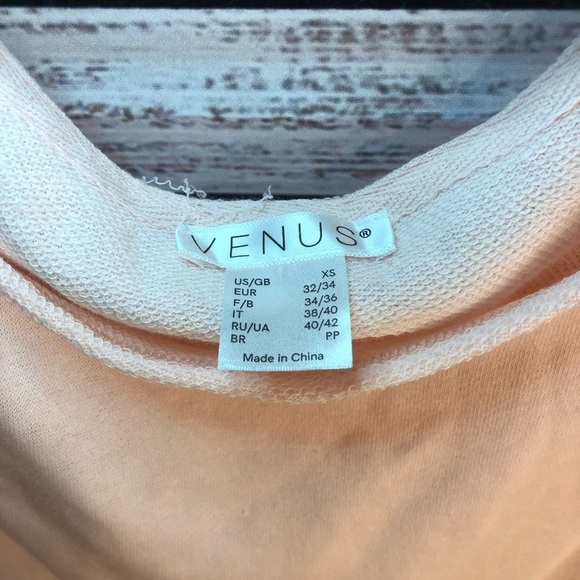 VENUS®
US/GB XS
EUR 32/34
F/B 34/36
IT 38/40
RU/UA 40/42
BR PP
Made in China